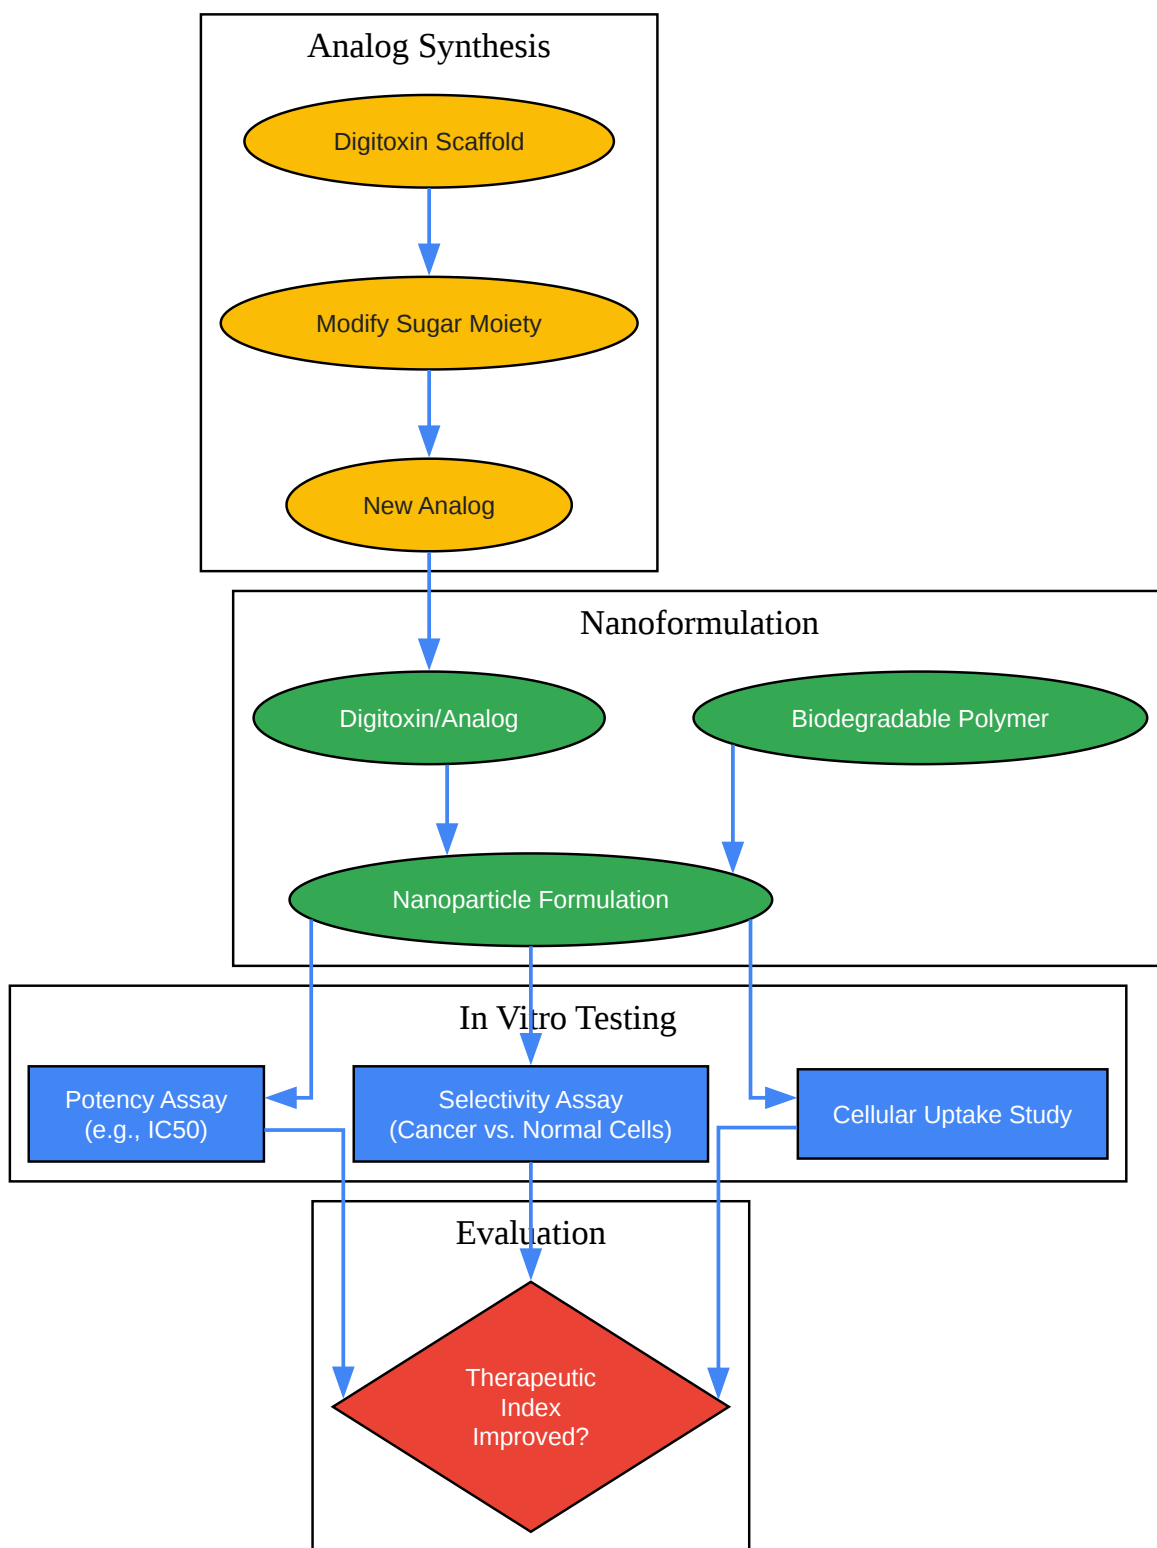 Analog Synthesis
Digitoxin Scaffold
Modify Sugar Moiety
New Analog
Nanoformulation
Digitoxin/Analog
Biodegradable Polymer
Nanoparticle Formulation
In Vitro Testing
Potency Assay
(e.g., IC50)
Selectivity Assay
(Cancer vs. Normal Cells)
Cellular Uptake Study
Evaluation
Therapeutic
Index
Improved?